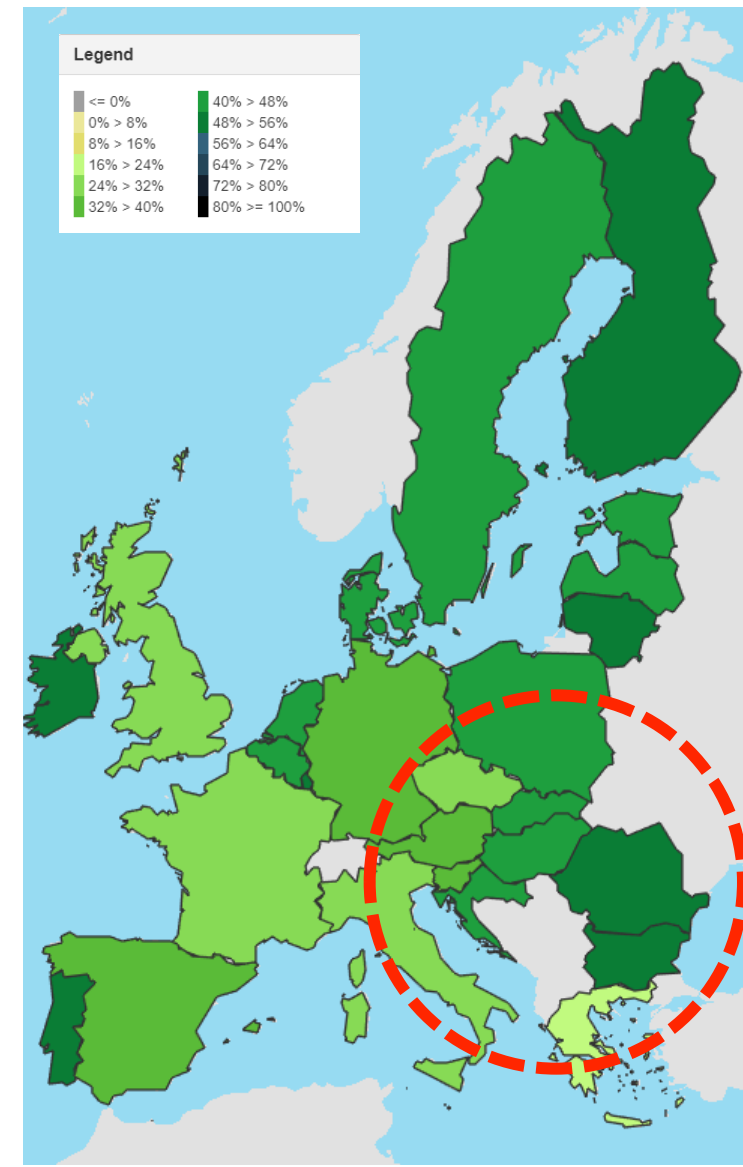 Legend
<= 0%
0% > 8%
8% > 16%
16% > 24%
24% > 32%
32% > 40%
40% > 48%
48% > 56%
56% > 64%
64% > 72%
72% > 80%
80% >= 100%